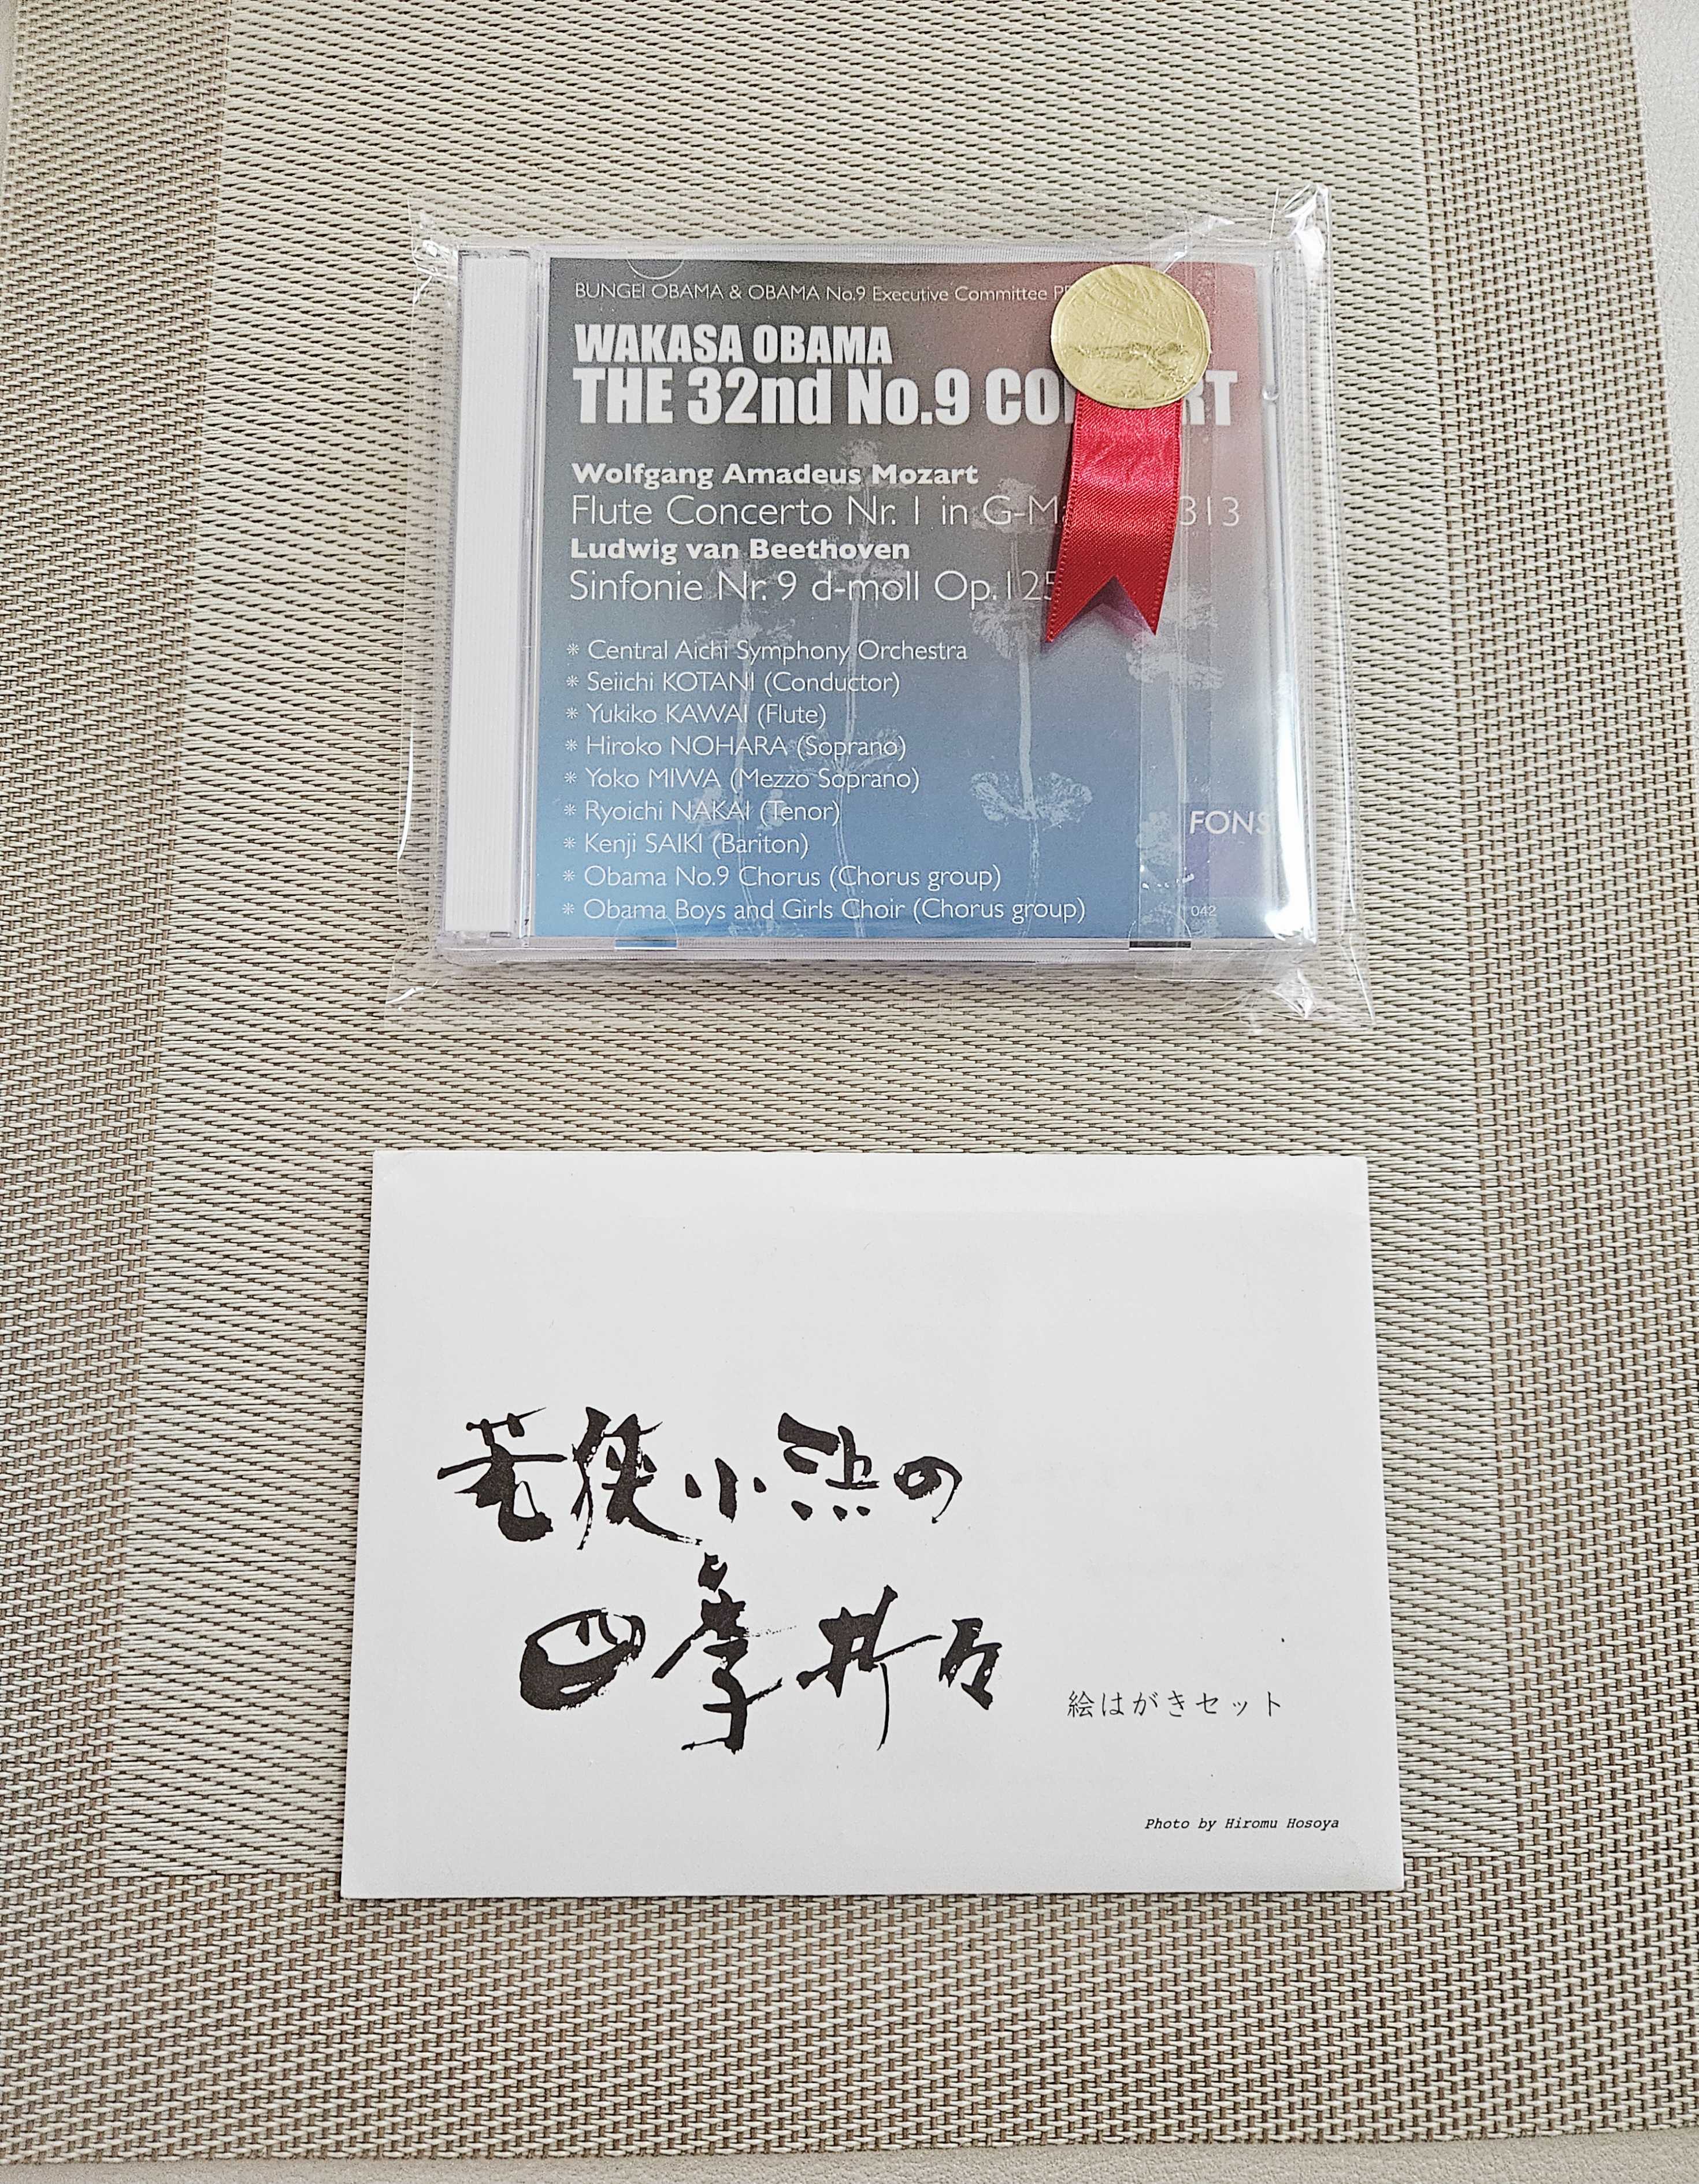 BUNGEI OBAMA & OBAMA No.9 Executive Committee
WAKASA OBAMA
THE 32nd No.9
Wolfgang Amadeus Mozart
Flute Concerto Nr. 1 in 313
Ludwig van Beethoven
Sinfonie Nr. 9 d-moll Op.125
* Central Aichi Symphony Orchestra
* Seiichi KOTANI (Conductor)
* Yukiko KAWAI (Flute)
* Hiroko NOHARA (Soprano)
* Yoko MIWA (Mezzo Soprano)
* Ryoichi NAKAI (Tenor)
* Kenji SAIKI (Bariton)
* Obama No.9 Chorus (Chorus group)
* Obama Boys and Girls Choir (Chorus group)
FONS
042
若狭小浜の
四季折々
絵はがきセット
Photo by Hiromu Hosoya